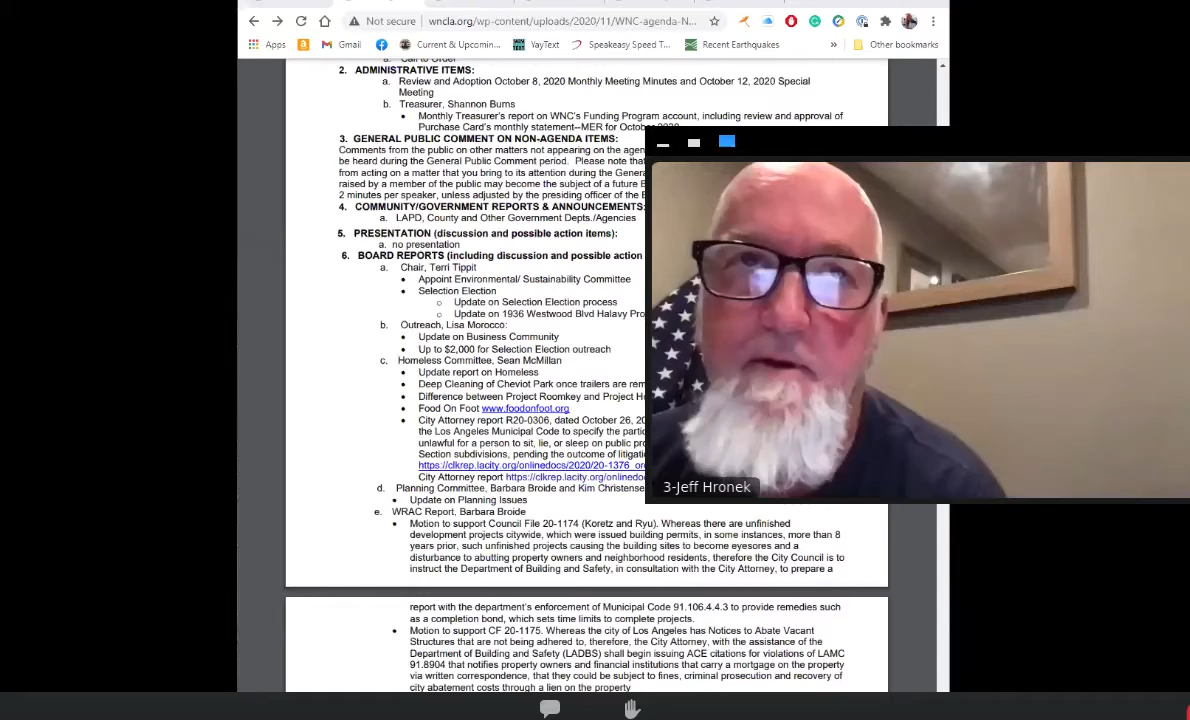 Not secure | wncla.org/wp-content/uploads/2020/11/WNC-agenda-N...
Apps Gmail Current & Upcomin... YayText Speakeasy Speed T... Recent Earthquakes » Other bookmarks
a. Call to Order
2. ADMINISTRATIVE ITEMS:
a. Review and Adoption October 8, 2020 Monthly Meeting Minutes and October 12, 2020 Special
Meeting
b. Treasurer, Shannon Burns
• Monthly Treasurer's report on WNC's Funding Program account, including review and approval of
Purchase Card's monthly statement--MER for October 2020
3. GENERAL PUBLIC COMMENT ON NON-AGENDA ITEMS:
Comments from the public on other matters not appearing on the agen
be heard during the General Public Comment period. Please note that
from acting on a matter that you bring to its attention during the Genera
raised by a member of the public may become the subject of a future B
2 minutes per speaker, unless adjusted by the presiding officer of the B
4. COMMUNITY/GOVERNMENT REPORTS & ANNOUNCEMENTS:
a. LAPD, County and Other Government Depts./Agencies
5. PRESENTATION (discussion and possible action items):
a. no presentation
6. BOARD REPORTS (including discussion and possible action
a. Chair, Terri Tippit
• Appoint Environmental/ Sustainability Committee
• Selection Election
o Update on Selection Election process
o Update on 1936 Westwood Blvd Halavy Pro
b. Outreach, Lisa Morocco:
• Update on Business Community
• Up to $2,000 for Selection Election outreach
c. Homeless Committee, Sean McMillan
• Update report on Homeless
• Deep Cleaning of Cheviot Park once trailers are rem
• Difference between Project Roomkey and Project H
• Food On Foot www.foodonfoot.org
• City Attorney report R20-0306, dated October 26, 20
the Los Angeles Municipal Code to specify the partic
unlawful for a person to sit, lie, or sleep on public pro
Section subdivisions, pending the outcome of litigati
https://clkrep.lacity.org/onlinedocs/2020/20-1376_or
City Attorney report https://clkrep.lacity.org/onlinedo
d. Planning Committee, Barbara Broide and Kim Christense
• Update on Planning Issues
e. WRAC Report, Barbara Broide
• Motion to support Council File 20-1174 (Koretz and Ryu). Whereas there are unfinished
development projects citywide, which were issued building permits, in some instances, more than 8
years prior, such unfinished projects causing the building sites to become eyesores and a
disturbance to abutting property owners and neighborhood residents, therefore the City Council is to
instruct the Department of Building and Safety, in consultation with the City Attorney, to prepare a
report with the department's enforcement of Municipal Code 91.106.4.4.3 to provide remedies such
as a completion bond, which sets time limits to complete projects.
• Motion to support CF 20-1175. Whereas the city of Los Angeles has Notices to Abate Vacant
Structures that are not being adhered to, therefore, the City Attorney, with the assistance of the
Department of Building and Safety (LADBS) shall begin issuing ACE citations for violations of LAMC
91.8904 that notifies property owners and financial institutions that carry a mortgage on the property
via written correspondence, that they could be subject to fines, criminal prosecution and recovery of
city abatement costs through a lien on the property
3-Jeff Hronek